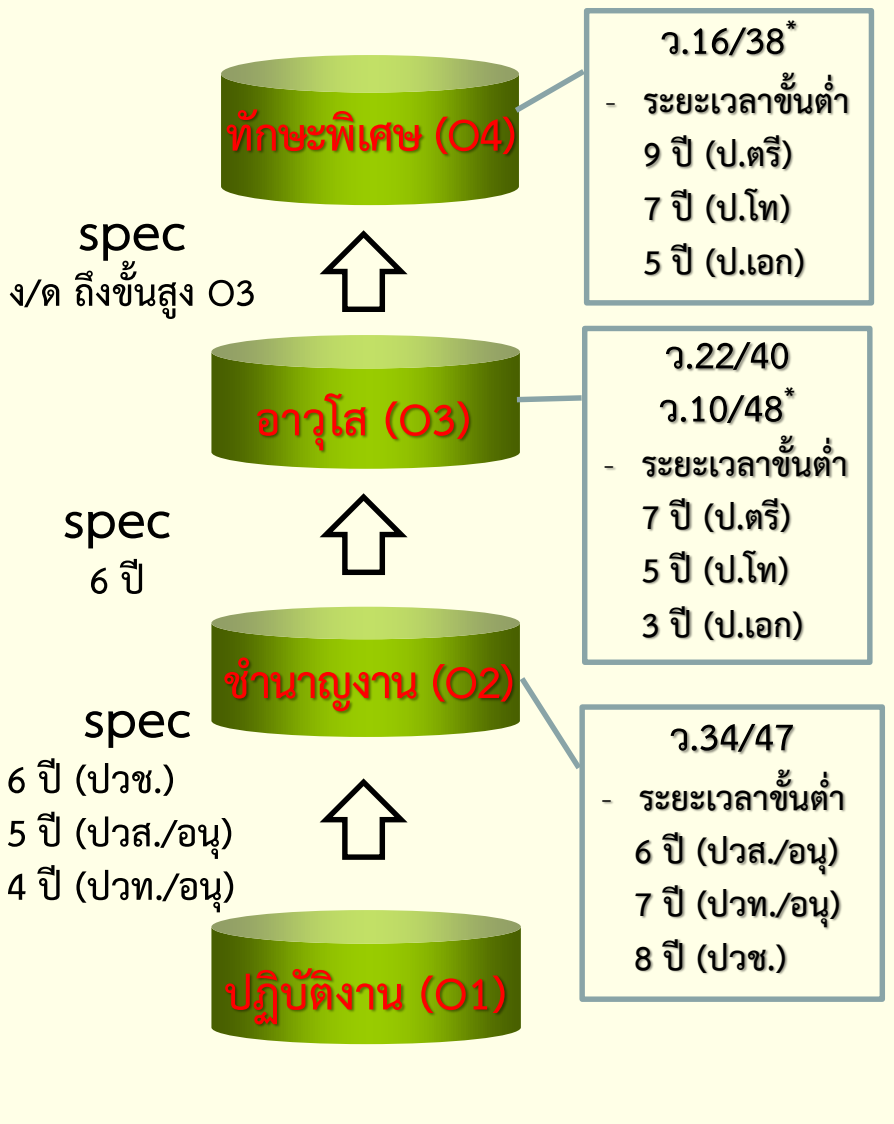 ว.16/38*
- ระยะเวลาขั้นต่ำ
9 ปี (ป.ตรี)
7 ปี (ป.โท)
5 ปี (ป.เอก)
ทักษะพิเศษ (O4)
spec
ง/ด ถึงขั้นสูง O3
ว.22/40
ว.10/48*
- ระยะเวลาขั้นต่ำ
7 ปี (ป.ตรี)
5 ปี (ป.โท)
3 ปี (ป.เอก)
อาวุโส (O3)
spec
6 ปี
ชำนาญงาน (O2)
ว.34/47
- ระยะเวลาขั้นต่ำ
6 ปี (ปวส./อนุ)
7 ปี (ปวท./อนุ)
8 ปี (ปวช.)
spec
6 ปี (ปวช.)
5 ปี (ปวส./อนุ)
4 ปี (ปวท./อนุ)
ปฏิบัติงาน (O1)